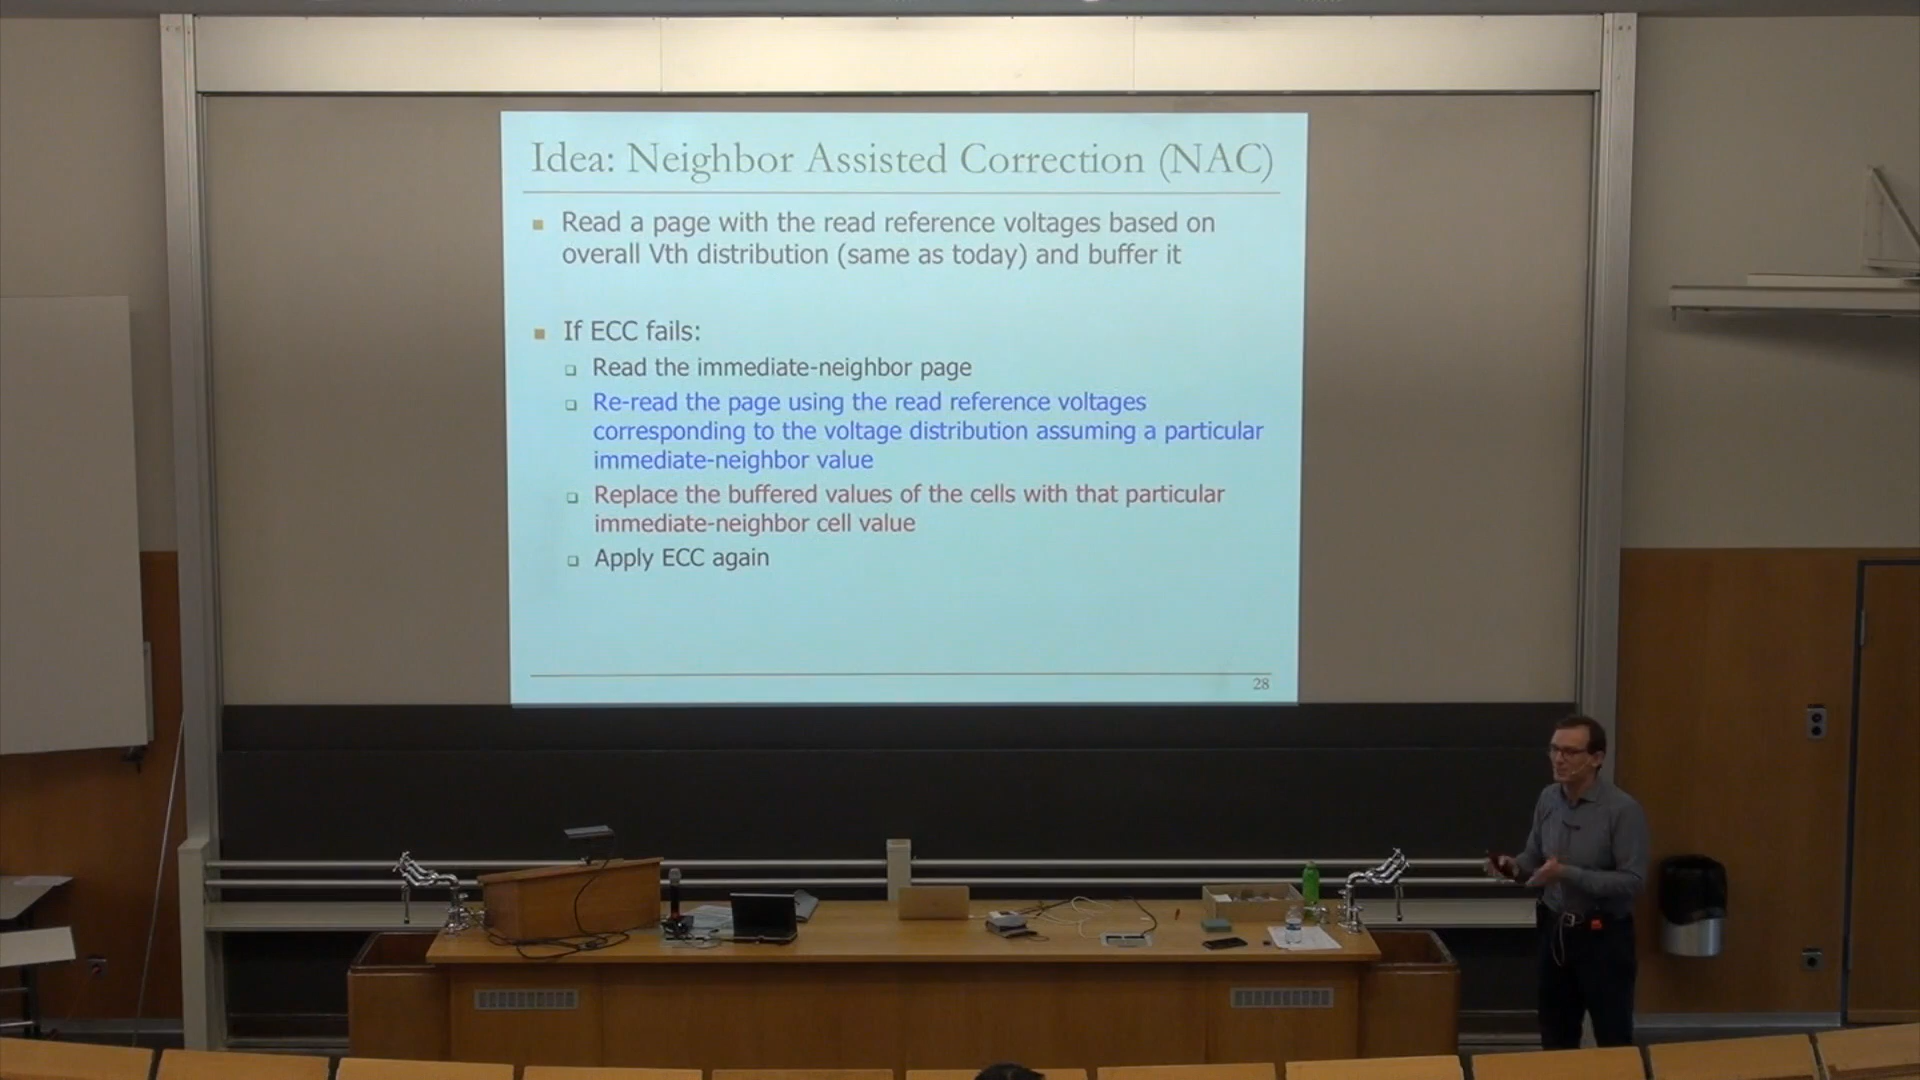 Idea: Neighbor Assisted Correction (NAC)
Read a page with the read reference voltages based on
overall Vth distribution (same as today) and buffer it
If ECC fails:
Read the immediate-neighbor page
Re-read the page using the read reference voltages
corresponding to the voltage distribution assuming a particular
immediate-neighbor value
Replace the buffered values of the cells with that particular
immediate-neighbor cell value
Apply ECC again
28